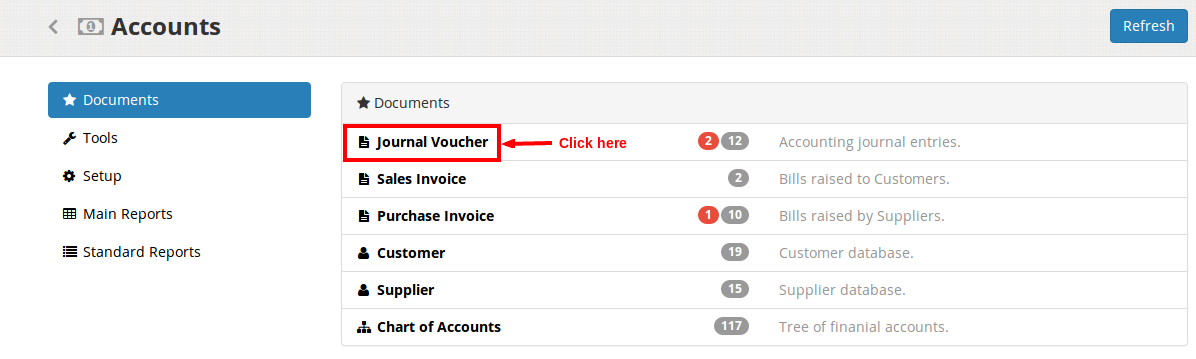 Accounts
Refresh
Documents
Tools
Setup
Main Reports
Standard Reports
Documents
Journal Voucher Click here 2 12 Accounting journal entries.
Sales Invoice 2 Bills raised to Customers.
Purchase Invoice 1 10 Bills raised by Suppliers.
Customer 19 Customer database.
Supplier 15 Supplier database.
Chart of Accounts 117 Tree of finanial accounts.